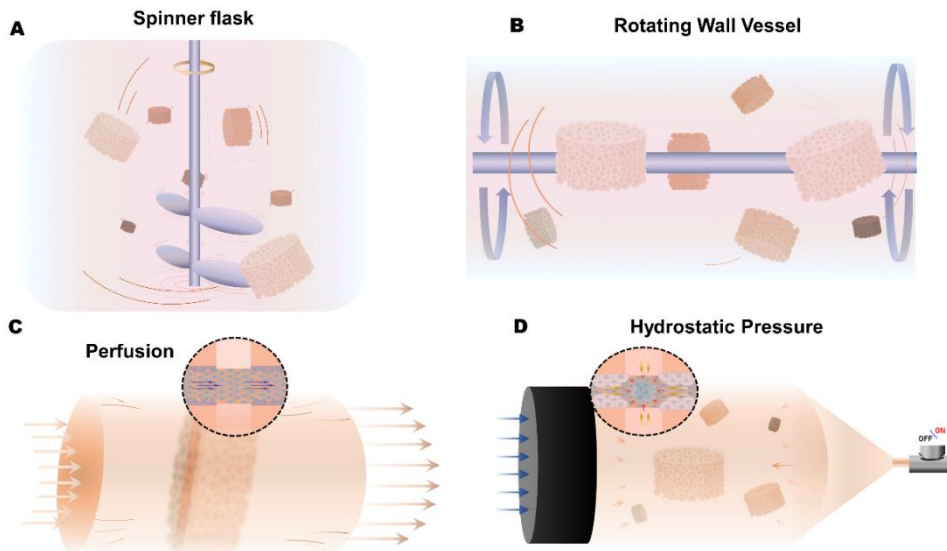 A
Spinner flask
B
Rotating Wall Vessel
C
Perfusion
D
Hydrostatic Pressure
OFF
ON